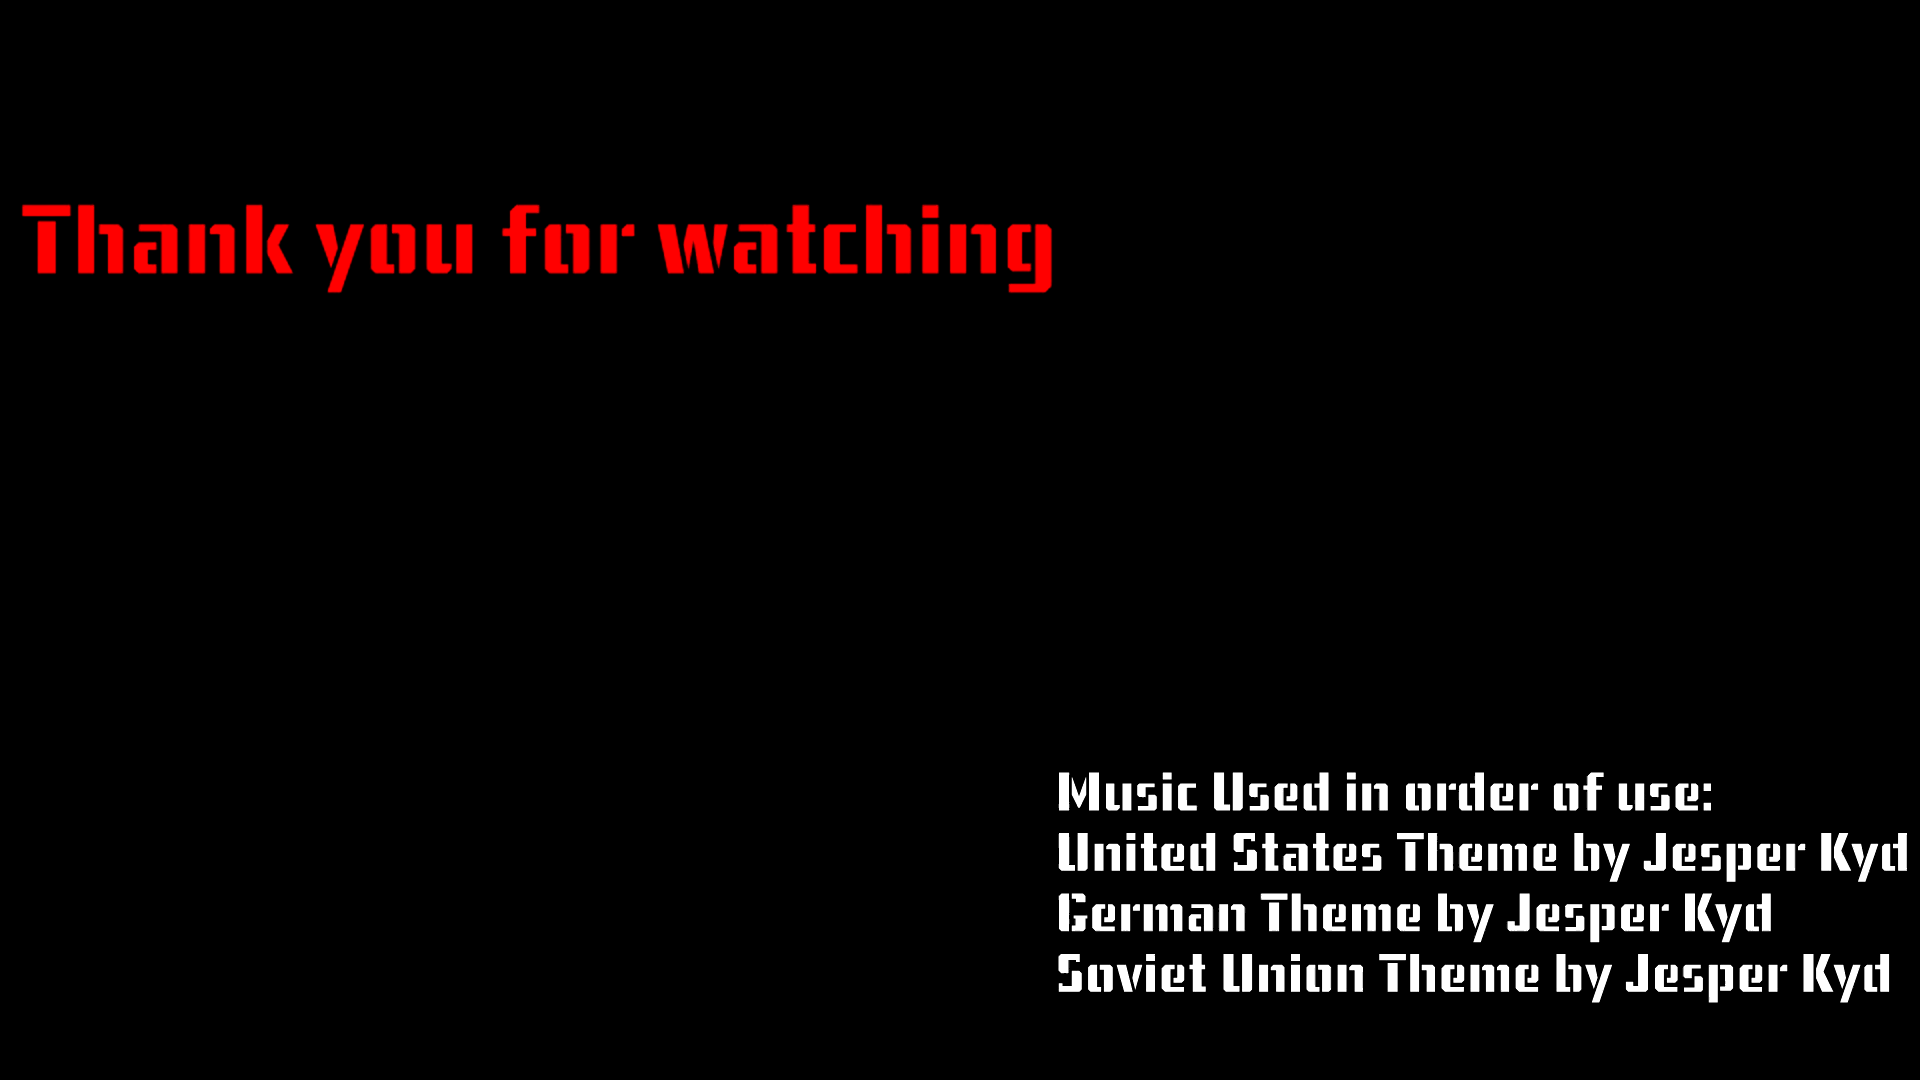 Thank you for watching
Music Used in order of use:
United States Theme by Jesper Kyd
German Theme by Jesper Kyd
Soviet Union Theme by Jesper Kyd